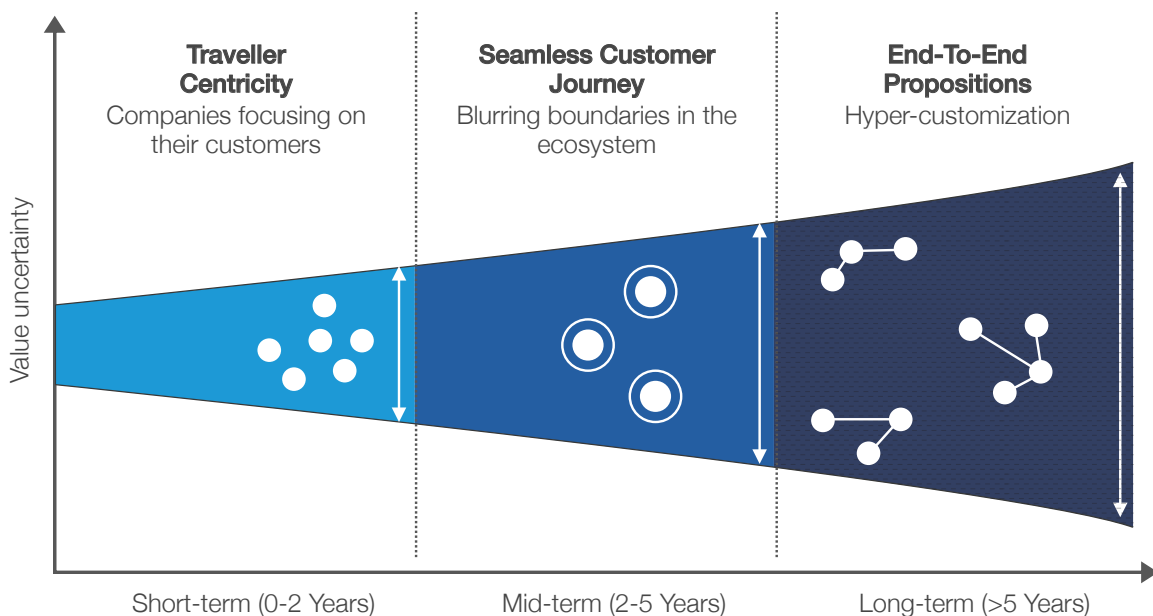 Traveller
Centricity
Companies focusing on
their customers
Seamless Customer
Journey
Blurring boundaries in the
ecosystem
End-To-End
Propositions
Hyper-customization
Value uncertainty
Short-term (0-2 Years)
Mid-term (2-5 Years)
Long-term (>5 Years)